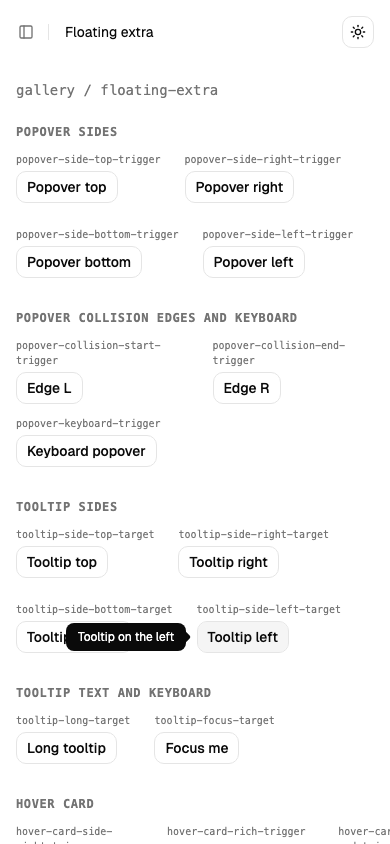 Floating extra
gallery / floating-extra
POPOVER SIDES
popover-side-top-trigger popover-side-right-trigger
Popover top Popover right
popover-side-bottom-trigger popover-side-left-trigger
Popover bottom Popover left
POPOVER COLLISION EDGES AND KEYBOARD
popover-collision-start-
trigger
popover-collision-end-
trigger
Edge L Edge R
popover-keyboard-trigger
Keyboard popover
TOOLTIP SIDES
tooltip-side-top-target tooltip-side-right-target
Tooltip top Tooltip right
tooltip-side-bottom-target tooltip-side-left-target
Tooltip on the left Tooltip left
TOOLTIP TEXT AND KEYBOARD
tooltip-long-target tooltip-focus-target
Long tooltip Focus me
HOVER CARD
hover-card-side- hover-card-rich-trigger